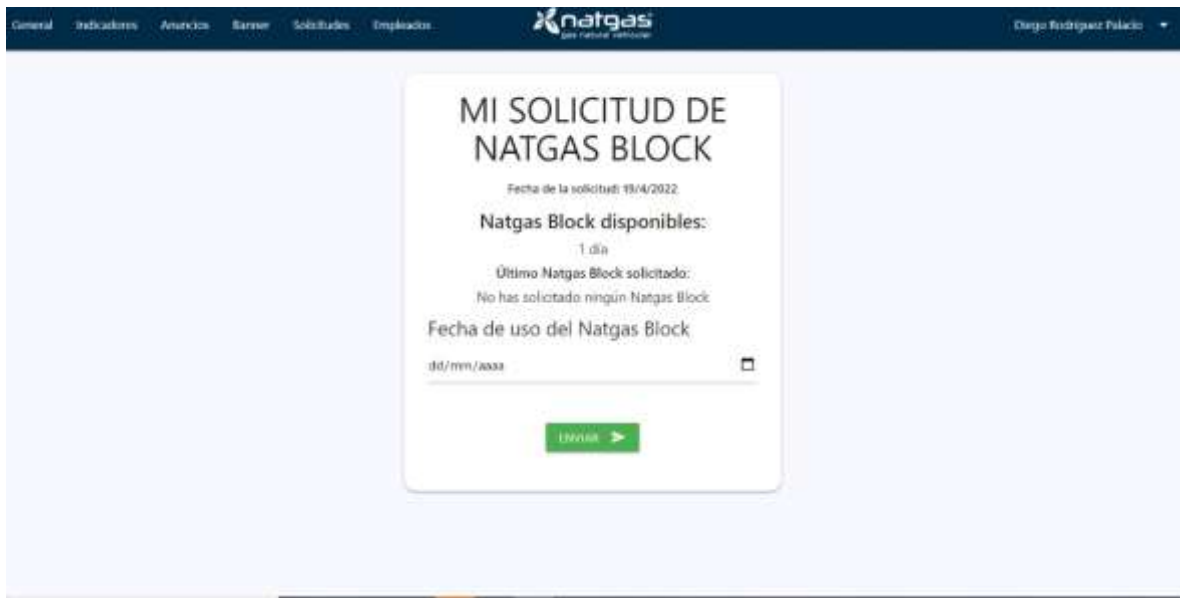 General Indicadores Anuncios Banner Solicitudes Empleados natgas Diego Rodríguez Palacio
gas natural vehicular
MI SOLICITUD DE
NATGAS BLOCK
Fecha de la solicitud: 19/4/2022
Natgas Block disponibles:
1 día
Último Natgas Block solicitado:
No has solicitado ningún Natgas Block
Fecha de uso del Natgas Block
dd/mm/aaaa
ENVIAR